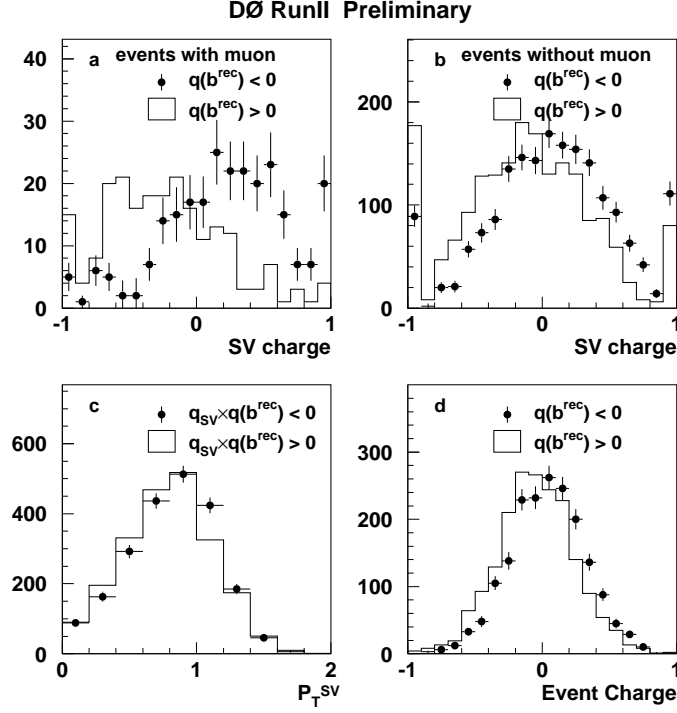 DØ RunII Preliminary
a events with muon
q(b^rec) < 0
q(b^rec) > 0
40
30
20
10
0
-1 0 1
SV charge
b events without muon
q(b^rec) < 0
q(b^rec) > 0
200
100
0
-1 0 1
SV charge
c
q_SV×q(b^rec) < 0
q_SV×q(b^rec) > 0
600
400
200
0
0 1 2
P_T^SV
d
q(b^rec) < 0
q(b^rec) > 0
300
200
100
0
-1 0 1
Event Charge